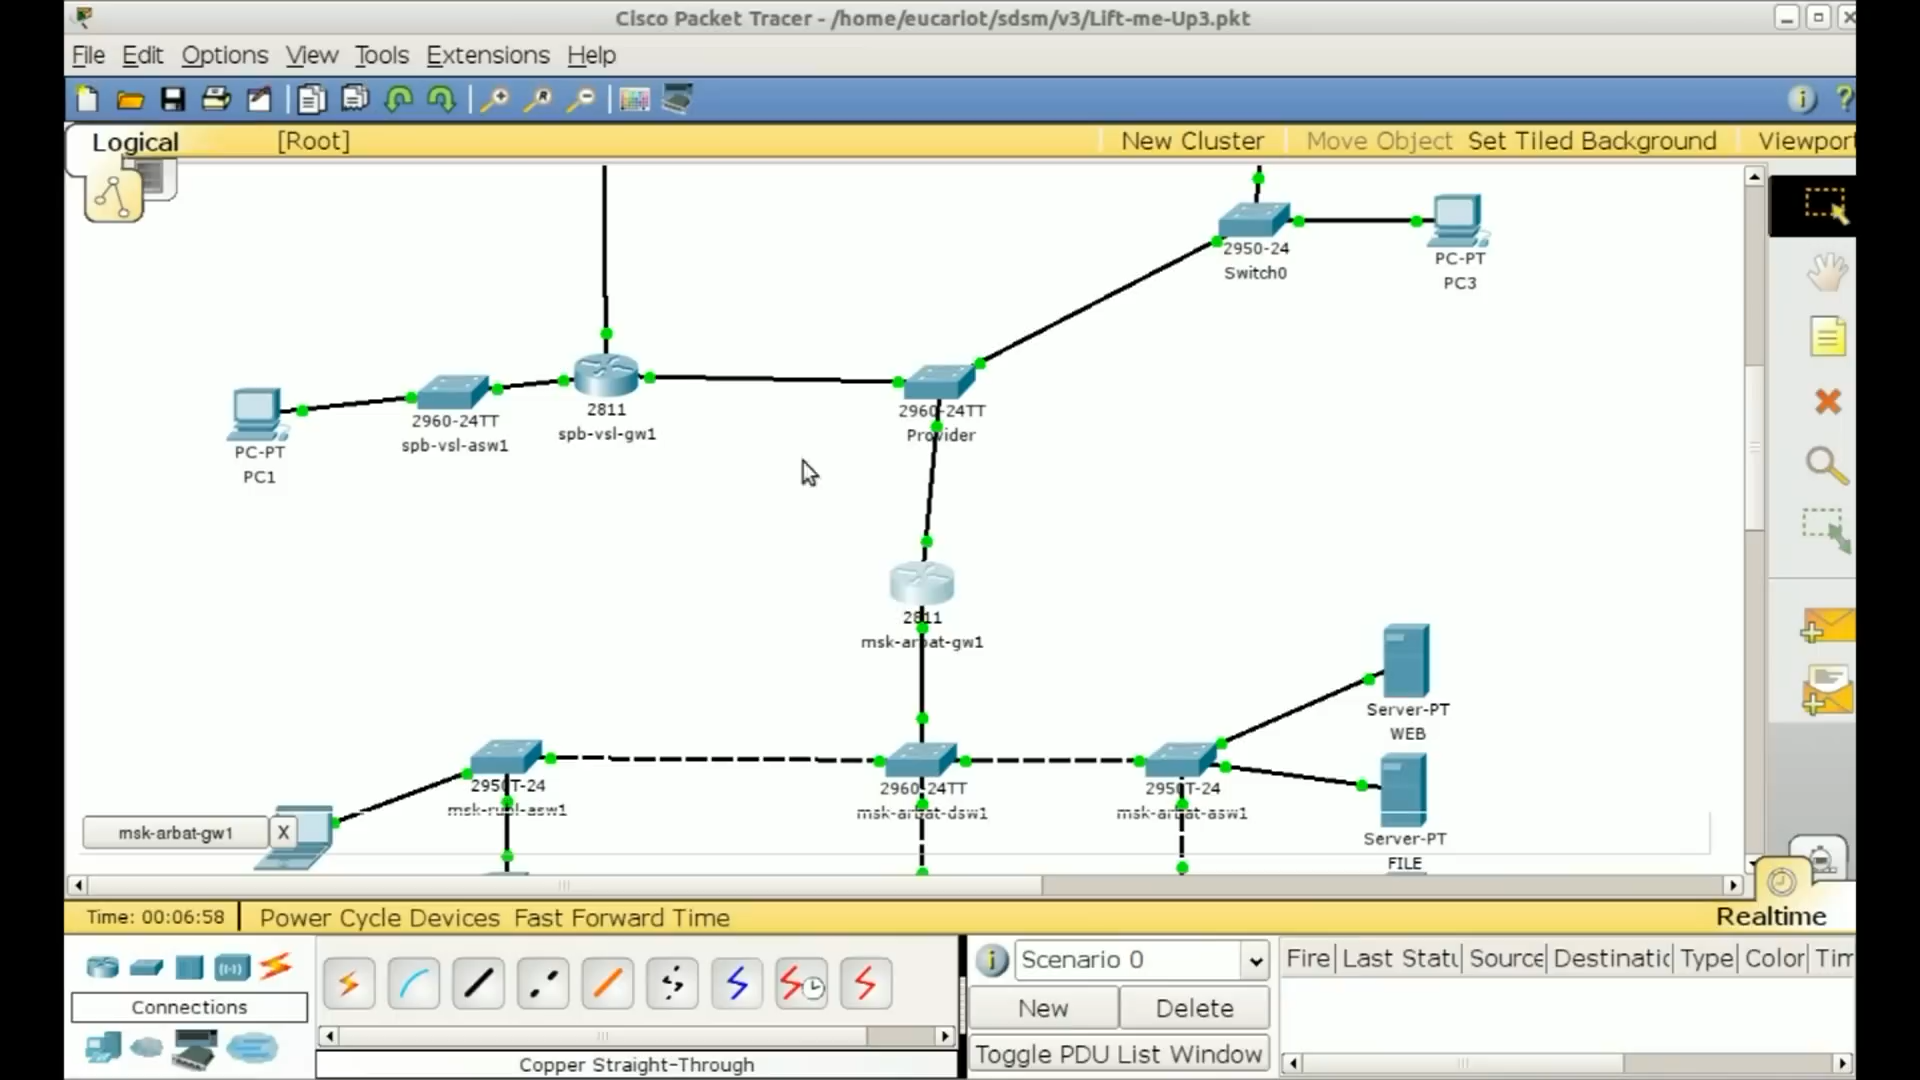 Cisco Packet Tracer - /home/eucariot/sdsm/v3/Lift-me-Up3.pkt
File Edit Options View Tools Extensions Help
Logical [Root] New Cluster Move Object Set Tiled Background Viewport
2950-24
Switch0
PC-PT
PC3
PC-PT
PC1
2960-24TT
spb-vsl-asw1
2811
spb-vsl-gw1
2960-24TT
Provider
2811
msk-arbat-gw1
Server-PT
WEB
2950T-24
msk-rubl-asw1
2960-24TT
msk-arbat-dsw1
2950T-24
msk-arbat-asw1
Server-PT
FILE
msk-arbat-gw1 X
Time: 00:06:58 Power Cycle Devices Fast Forward Time Realtime
Connections
Copper Straight-Through
Scenario 0
New Delete
Toggle PDU List Window
Fire Last Statu Source Destinatic Type Color Tim